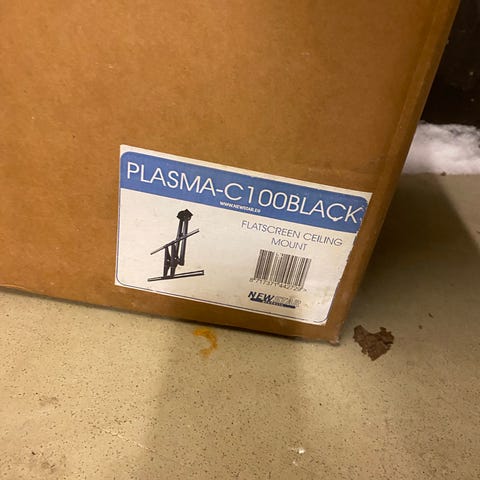 PLASMA-C100BLACK
WWW.NEWSTAR.EU
FLATSCREEN CEILING
MOUNT
NEWSTAR